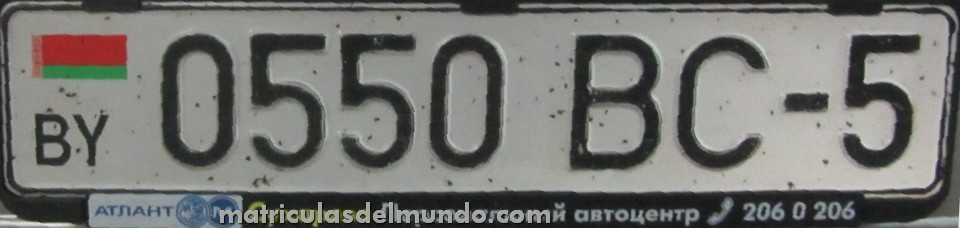 BY 0550 BC-5
АТЛАНТ М автоцентр 206 0 206
matriculasdelmundo.com